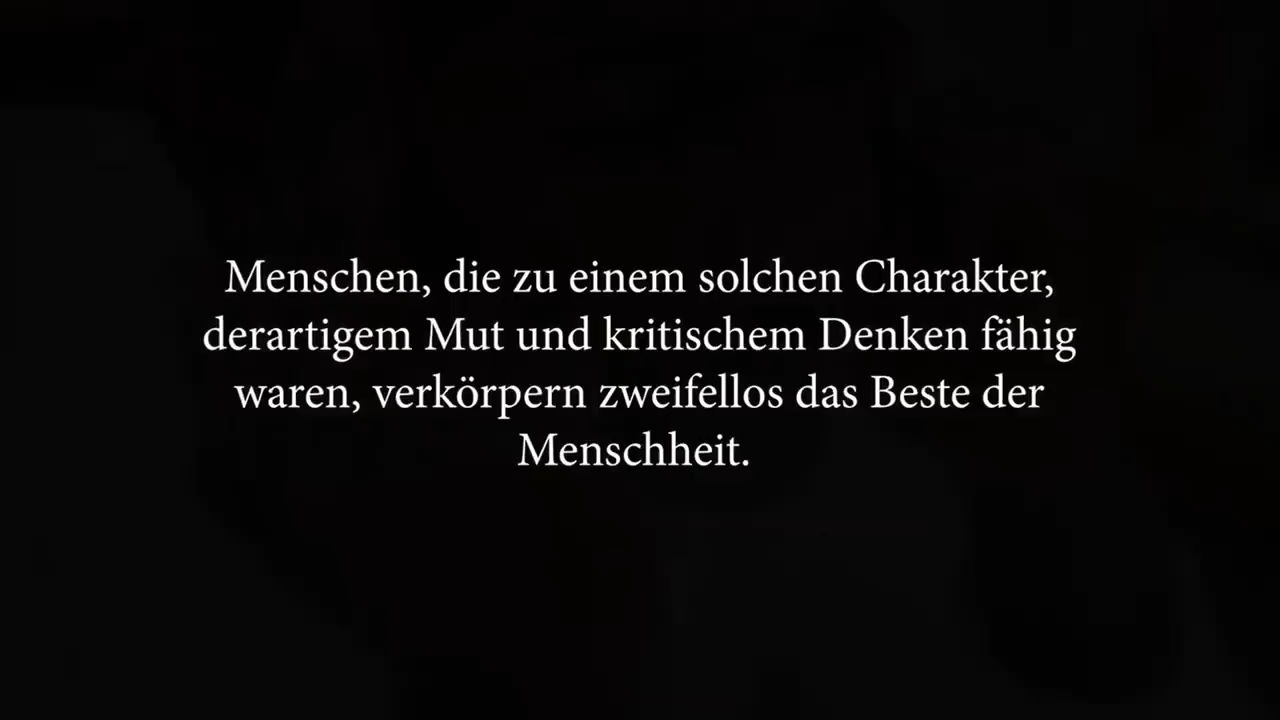 Menschen, die zu einem solchen Charakter,
derartigem Mut und kritischem Denken fähig
waren, verkörpern zweifellos das Beste der
Menschheit.